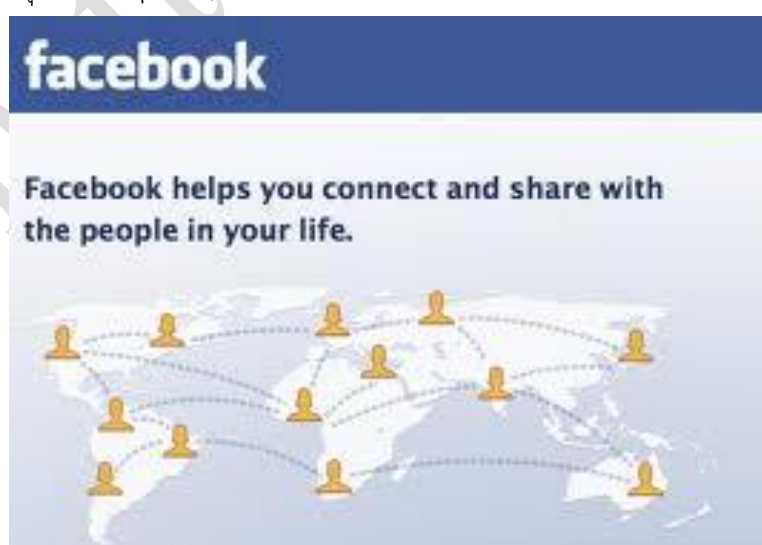 facebook
Facebook helps you connect and share with
the people in your life.